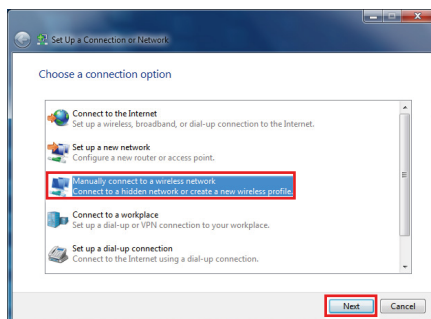 Set Up a Connection or Network
Choose a connection option
Connect to the Internet
Set up a wireless, broadband, or dial-up connection to the Internet.
Set up a new network
Configure a new router or access point.
Manually connect to a wireless network
Connect to a hidden network or create a new wireless profile.
Connect to a workplace
Set up a dial-up or VPN connection to your workplace.
Set up a dial-up connection
Connect to the Internet using a dial-up connection.
Next
Cancel